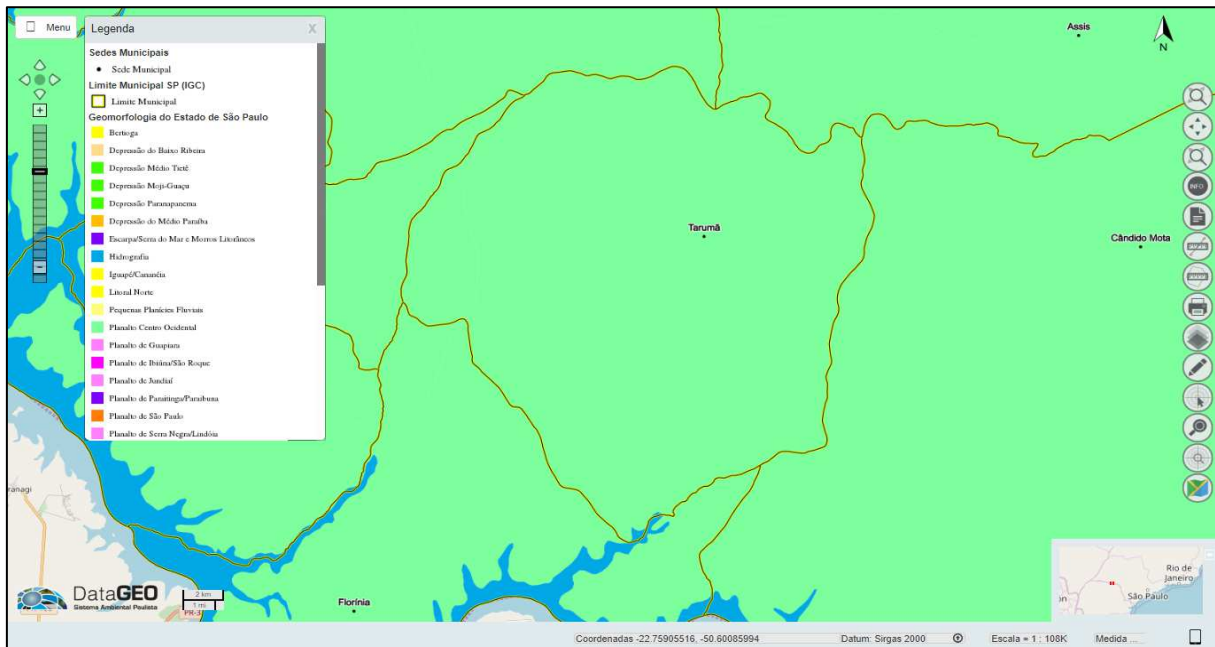 Menu
Legenda
X
Sedes Municipais
Sede Municipal
Limite Municipal SP (IGC)
Limite Municipal
Geomorfologia do Estado de São Paulo
Bertioga
Depressão do Baixo Ribeira
Depressão Médio Tietê
Depressão Moji-Guaçu
Depressão Paranapanema
Depressão do Médio Paraíba
Escarpa/Serra do Mar e Morros Litorâneos
Hidrografia
Iguapé/Cananéia
Litoral Norte
Pequenas Planícies Fluviais
Planalto Centro Ocidental
Planalto de Guapiara
Planalto de Ibiúna/São Roque
Planalto de Jundiaí
Planalto de Paraitinga/Paraibuna
Planalto de São Paulo
Planalto de Serra Negra/Lindóia
Assis
N
INFO
Tarumã
Cândido Mota
ranagi
Florínia
DataGEO
Sistema Ambiental Paulista
2 km
1 mi
PR-3
Rio de
Janeiro
São Paulo
Coordenadas -22.75905516, -50.60085994
Datum: Sirgas 2000
Escala = 1 : 108K
Medida ...